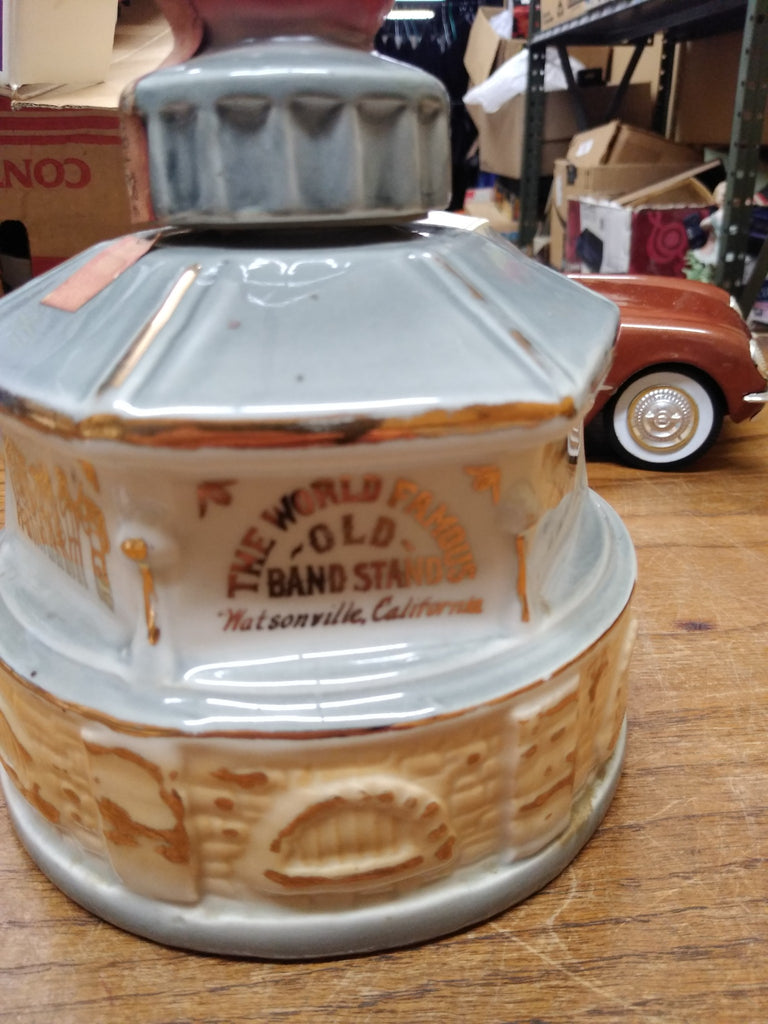 THE WORLD FAMOUS
-OLD-
BAND STAND
Watsonville, California